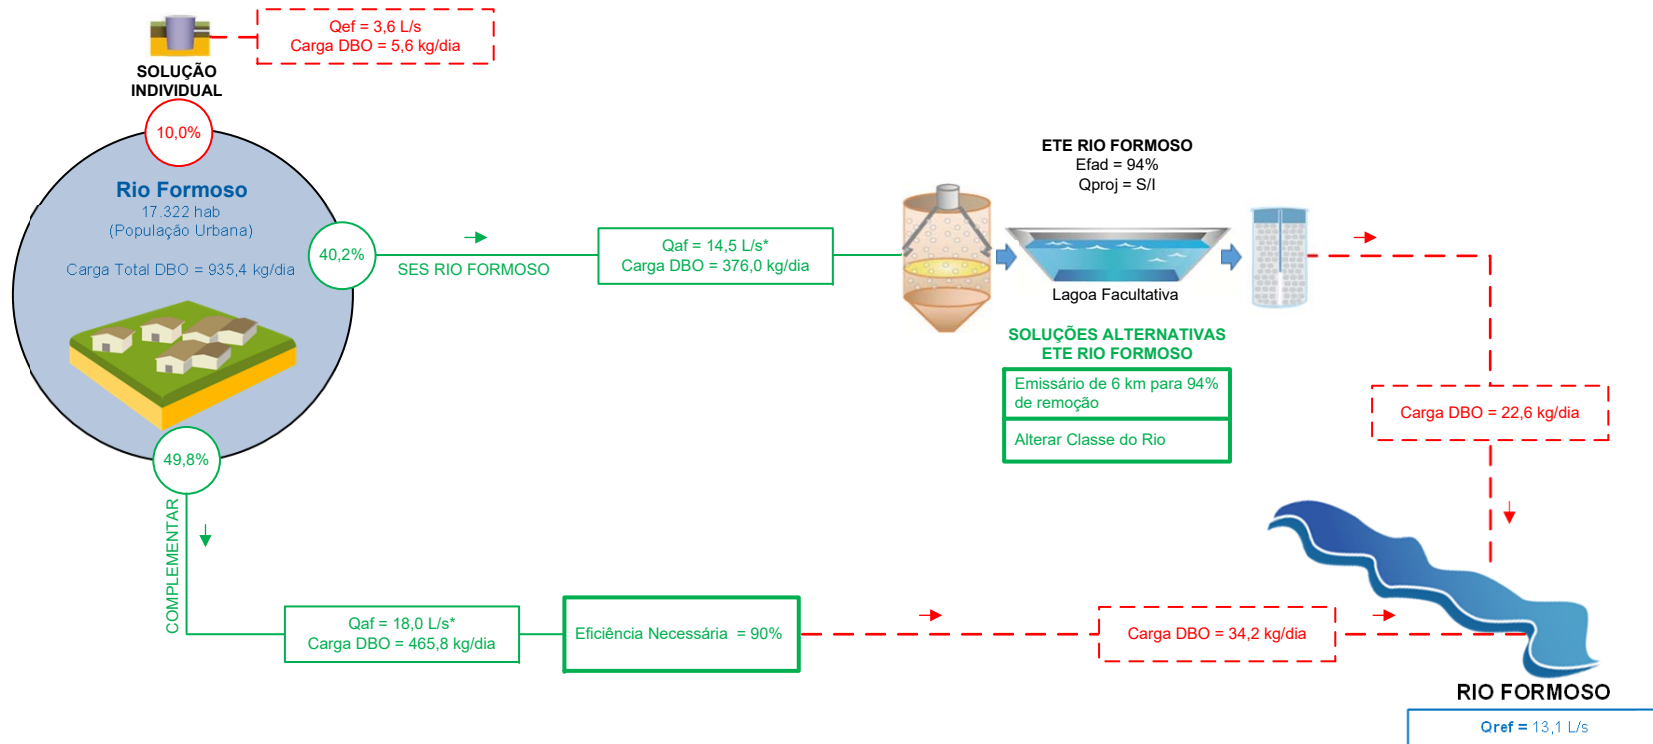 Qef = 3,6 L/s
Carga DBO = 5,6 kg/dia
SOLUÇÃO
INDIVIDUAL
10,0%
Rio Formoso
17.322 hab
(População Urbana)
Carga Total DBO = 935,4 kg/dia
40,2%
SES RIO FORMOSO
Qaf = 14,5 L/s*
Carga DBO = 376,0 kg/dia
ETE RIO FORMOSO
Efad = 94%
Qproj = S/I
Lagoa Facultativa
SOLUÇÕES ALTERNATIVAS
ETE RIO FORMOSO
Emissário de 6 km para 94%
de remoção
Alterar Classe do Rio
Carga DBO = 22,6 kg/dia
49,8%
COMPLEMENTAR
Qaf = 18,0 L/s*
Carga DBO = 465,8 kg/dia
Eficiência Necessária = 90%
Carga DBO = 34,2 kg/dia
RIO FORMOSO
Qref = 13,1 L/s